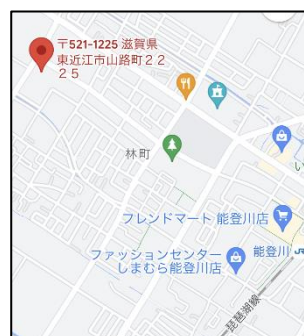 〒521-1225 滋賀県
東近江市山路町２２
２５
林町
フレンドマート 能登川店
ファッションセンター
しまむら能登川店
能登川
琵琶湖線